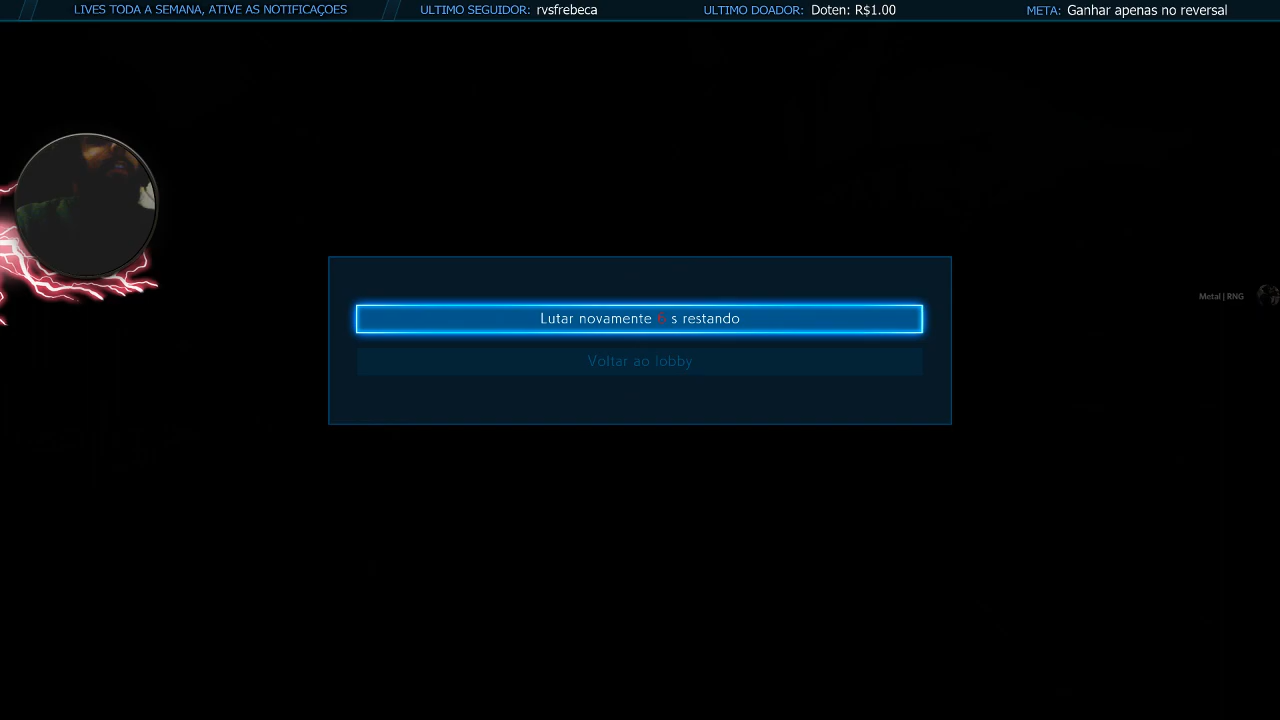 LIVES TODA A SEMANA, ATIVE AS NOTIFICAÇOES
ULTIMO SEGUIDOR: rvsfrebeca
ULTIMO DOADOR: Doten: R$1.00
META: Ganhar apenas no reversal
Metal | RNG
Lutar novamente 6 s restando
Voltar ao lobby